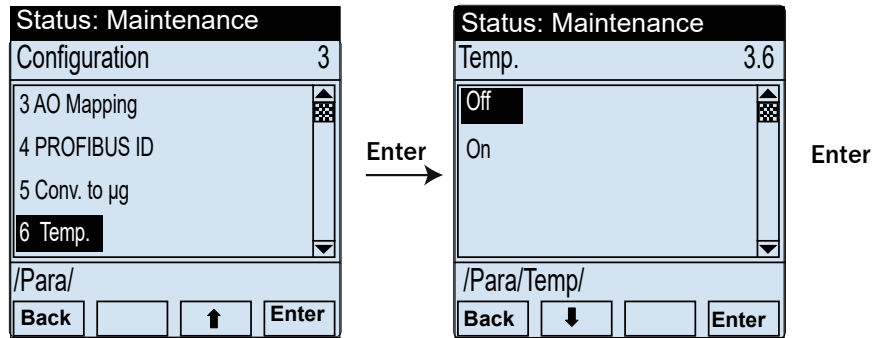 Status: Maintenance
Configuration 3
3 AO Mapping
4 PROFIBUS ID
5 Conv. to µg
6 Temp.
/Para/
Back Enter
Enter
Status: Maintenance
Temp. 3.6
Off
On
/Para/Temp/
Back Enter
Enter